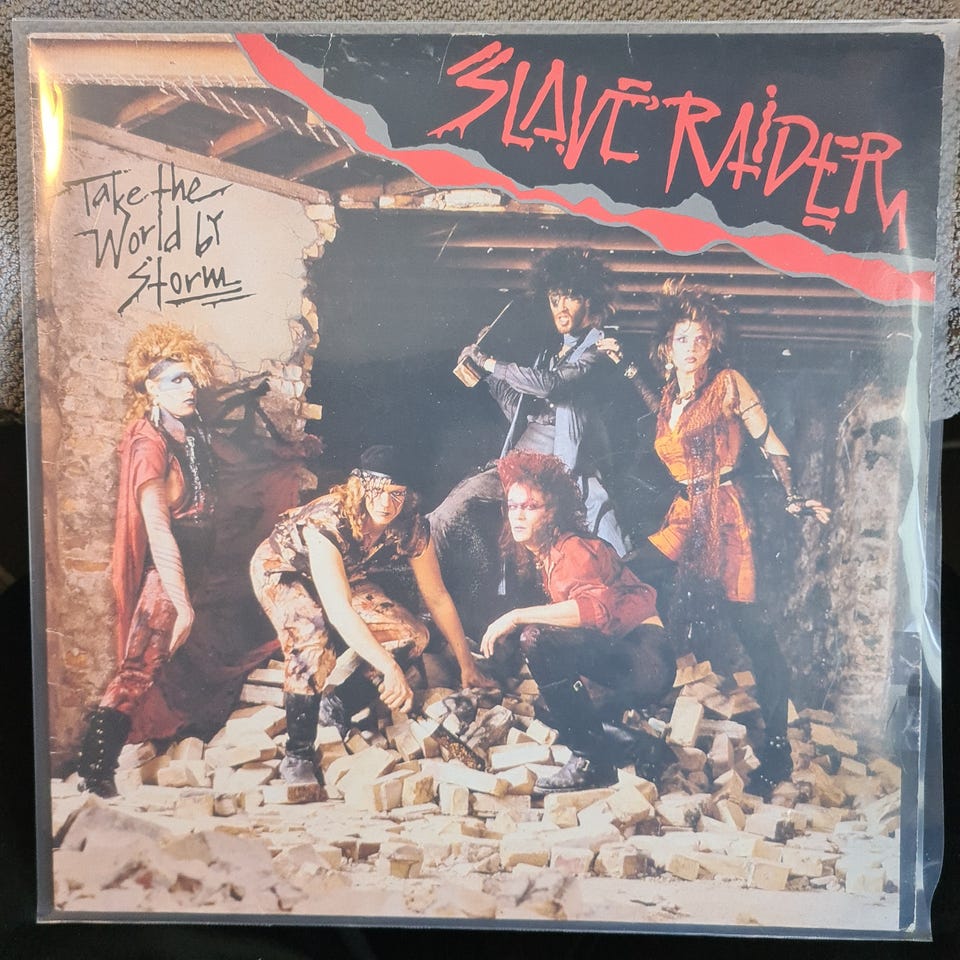 SLAVE RAIDER
Take the
World by
Storm